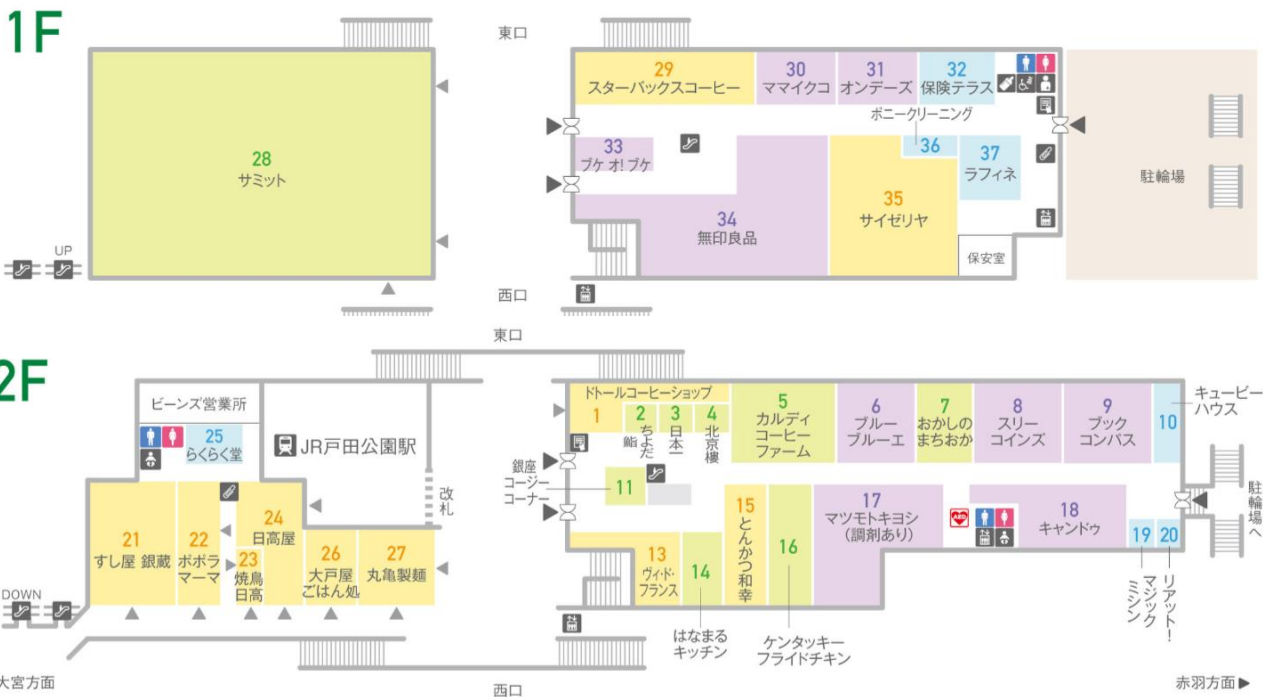 1F
東口
28
サミット
UP
29
スターバックスコーヒー
30
ママイクコ
31
オンデーズ
32
保険テラス
ポニークリーニング
33
ブケ オ! ブケ
34
無印良品
35
サイゼリヤ
36
37
ラフィネ
保安室
駐輪場
西口
2F
東口
ビーンズ営業所
25
らくらく堂
JR戸田公園駅
改札
21
すし屋 銀蔵
22
ポポラ
マーマ
23
焼鳥
日高
24
日高屋
26
大戸屋
ごはん処
27
丸亀製麺
DOWN
大宮方面
ドトールコーヒーショップ
1
2
ちよだ
鮨
3
日本一
4
北京樓
5
カルディ
コーヒー
ファーム
6
ブルー
ブルーエ
7
おかしの
まちおか
8
スリー
コインズ
9
ブック
コンパス
10
キュービー
ハウス
銀座
コージー
コーナー
11
13
ヴィ・ド・
フランス
14
はなまる
キッチン
15
とんかつ和幸
16
ケンタッキー
フライドチキン
17
マツモトキヨシ
(調剤あり)
AED
18
キャンドゥ
19
マジック
ミシン
20
リアット!
駐輪場へ
西口
赤羽方面▶